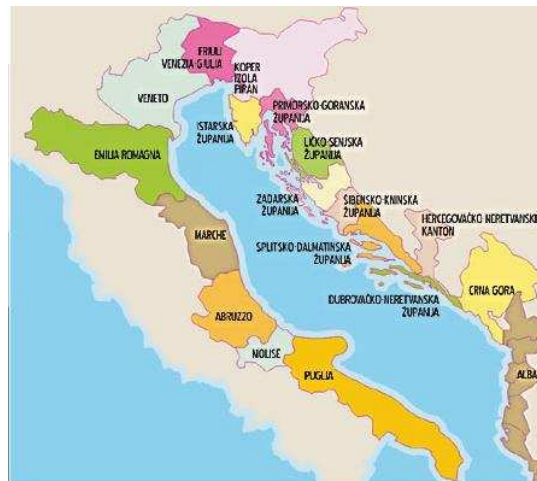 FRIULI
VENEZIA-GIULIA
KOPER
IZOLA
PIRAN
VENETO
PRIMORSKO-GORANSKA
ŽUPANIJA
ISTARSKA
ŽUPANIJA
LIČKO-SENJSKA
ŽUPANIJA
EMILIA ROMAGNA
ZADARSKA
ŽUPANIJA
ŠIBENSKO-KNINSKA
ŽUPANIJA
HERCEGOVAČKO-NERETVANSKI
KANTON
MARCHE
SPLITSKO-DALMATINSKA
ŽUPANIJA
CRNA GORA
DUBROVAČKO-NERETVANSKA
ŽUPANIJA
ABRUZZO
MOLISE
PUGLIA
ALBA